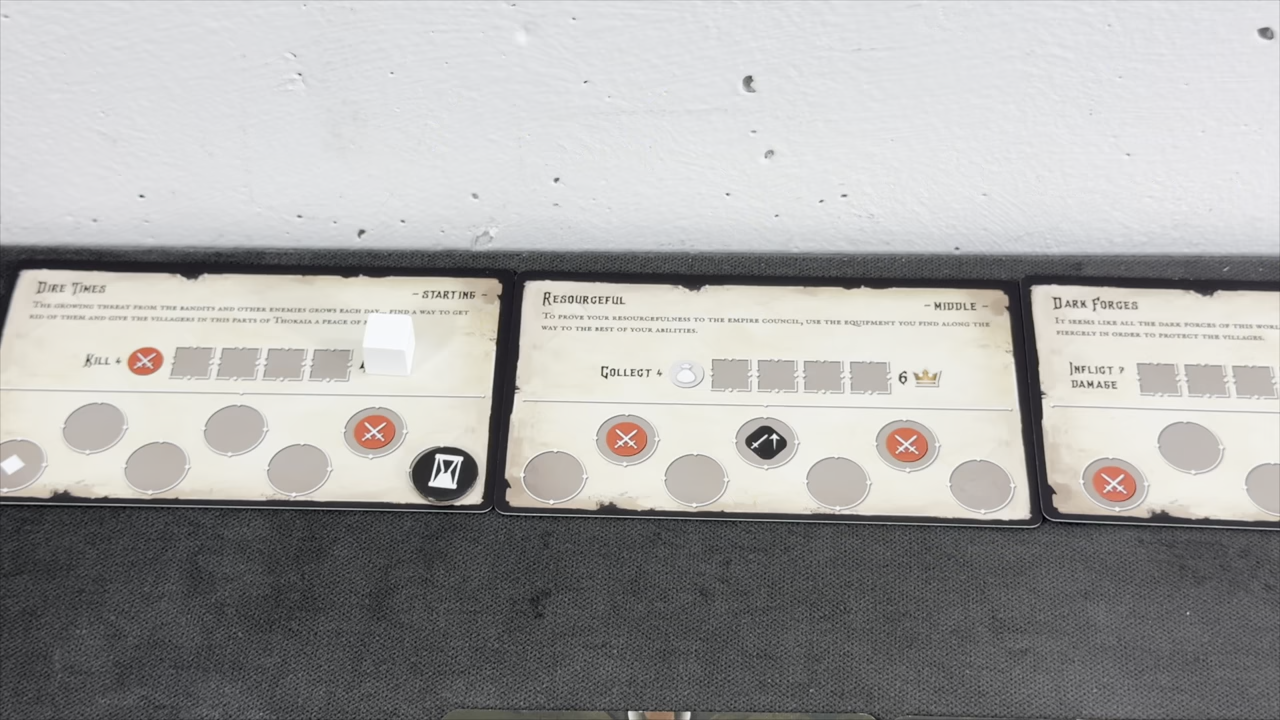 Dire Times
- Starting -
The growing threat from the bandits and other enemies grows each day... find a way to get
rid of them and give the villagers in this parts of Thokaia a peace of
Kill 4
Resourceful
- Middle -
To prove your resourcefulness to the empire council, use the equipment you find along the
way to the best of your abilities.
Collect 4
6
Dark Forges
It seems like all the dark forces of this worl
fiercely in order to protect the villages.
Inflict 7
damage